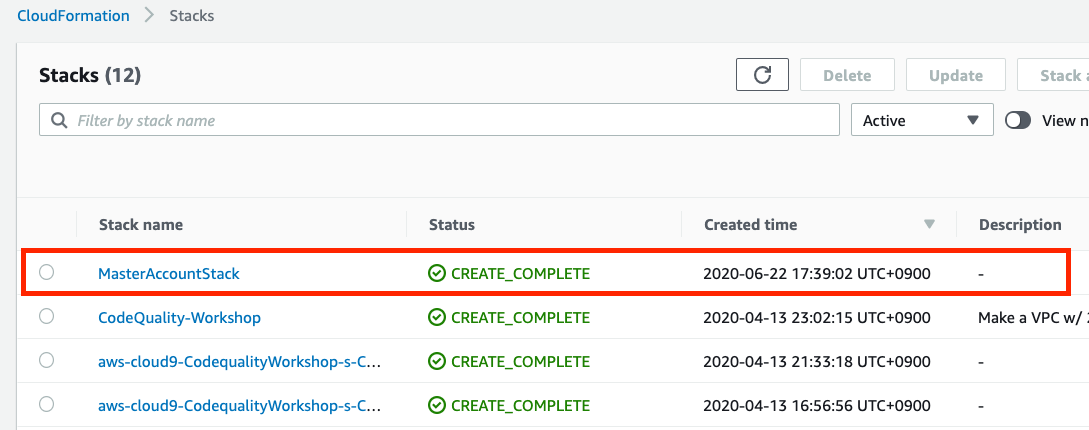 CloudFormation > Stacks
Stacks (12)
Delete Update Stack a
Filter by stack name Active View n
Stack name Status Created time Description
MasterAccountStack CREATE_COMPLETE 2020-06-22 17:39:02 UTC+0900 -
CodeQuality-Workshop CREATE_COMPLETE 2020-04-13 23:02:15 UTC+0900 Make a VPC w/ 2
aws-cloud9-CodequalityWorkshop-s-C... CREATE_COMPLETE 2020-04-13 21:33:18 UTC+0900 -
aws-cloud9-CodequalityWorkshop-s-C... CREATE_COMPLETE 2020-04-13 16:56:56 UTC+0900 -